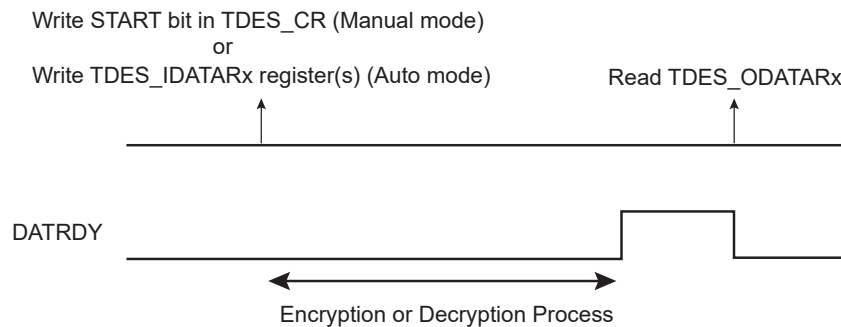 Write START bit in TDES_CR (Manual mode)
or
Write TDES_IDATARx register(s) (Auto mode)
Read TDES_ODATARx
DATRDY
Encryption or Decryption Process